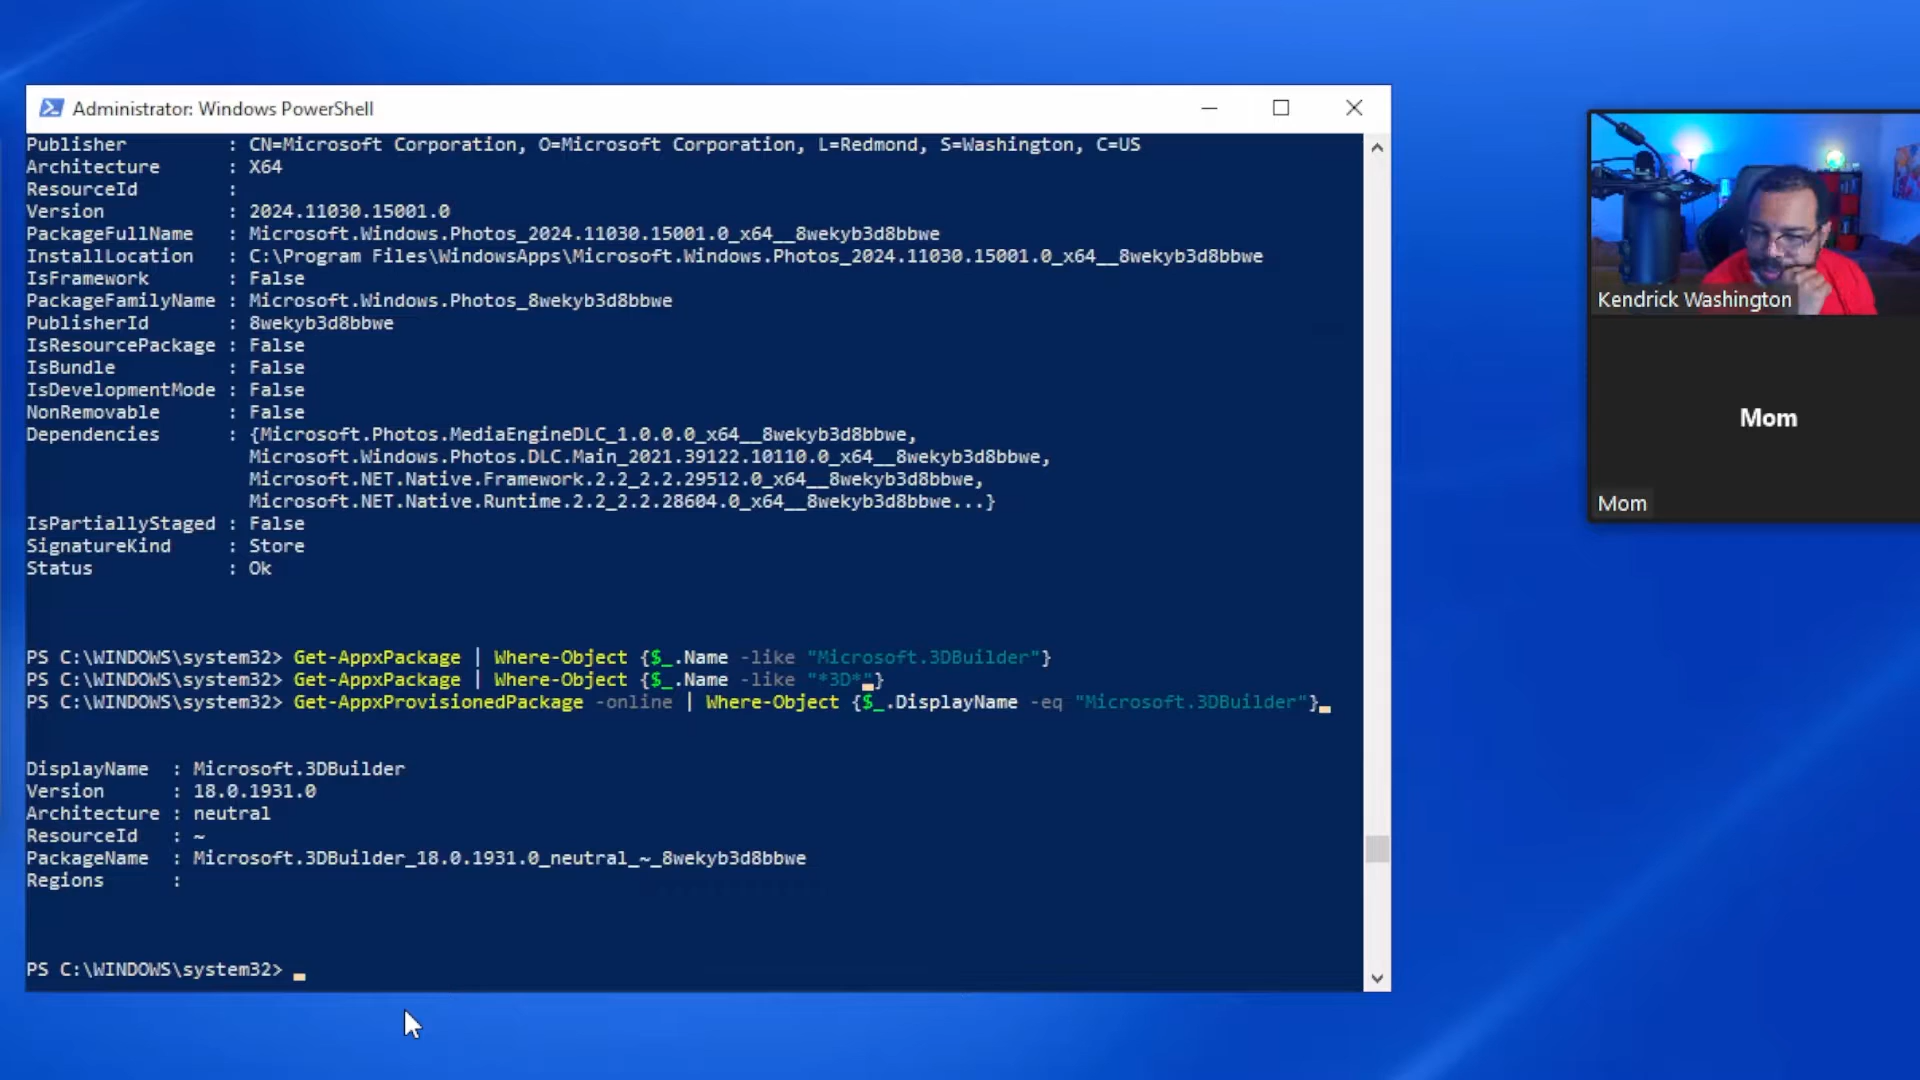 Administrator: Windows PowerShell
Publisher : CN=Microsoft Corporation, O=Microsoft Corporation, L=Redmond, S=Washington, C=US
Architecture : X64
ResourceId :
Version : 2024.11030.15001.0
PackageFullName : Microsoft.Windows.Photos_2024.11030.15001.0_x64__8wekyb3d8bbwe
InstallLocation : C:\Program Files\WindowsApps\Microsoft.Windows.Photos_2024.11030.15001.0_x64__8wekyb3d8bbwe
IsFramework : False
PackageFamilyName : Microsoft.Windows.Photos_8wekyb3d8bbwe
PublisherId : 8wekyb3d8bbwe
IsResourcePackage : False
IsBundle : False
IsDevelopmentMode : False
NonRemovable : False
Dependencies : {Microsoft.Photos.MediaEngineDLC_1.0.0.0_x64__8wekyb3d8bbwe,
Microsoft.Windows.Photos.DLC.Main_2021.39122.10110.0_x64__8wekyb3d8bbwe,
Microsoft.NET.Native.Framework.2.2_2.2.29512.0_x64__8wekyb3d8bbwe,
Microsoft.NET.Native.Runtime.2.2_2.2.28604.0_x64__8wekyb3d8bbwe...}
IsPartiallyStaged : False
SignatureKind : Store
Status : Ok
PS C:\WINDOWS\system32> Get-AppxPackage | Where-Object {$_.Name -like "Microsoft.3DBuilder"}
PS C:\WINDOWS\system32> Get-AppxPackage | Where-Object {$_.Name -like "*3D*"}
PS C:\WINDOWS\system32> Get-AppxProvisionedPackage -online | Where-Object {$_.DisplayName -eq "Microsoft.3DBuilder"}
DisplayName : Microsoft.3DBuilder
Version : 18.0.1931.0
Architecture : neutral
ResourceId : ~
PackageName : Microsoft.3DBuilder_18.0.1931.0_neutral_~_8wekyb3d8bbwe
Regions :
PS C:\WINDOWS\system32>
Kendrick Washington
Mom
Mom